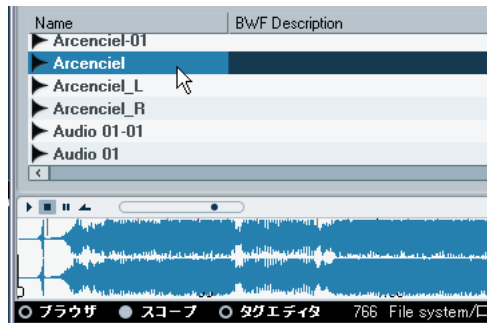 Name BWF Description
Arcenciel-01
Arcenciel
Arcenciel_L
Arcenciel_R
Audio 01-01
Audio 01
ブラウザ スコープ タグエディタ 766 File system/